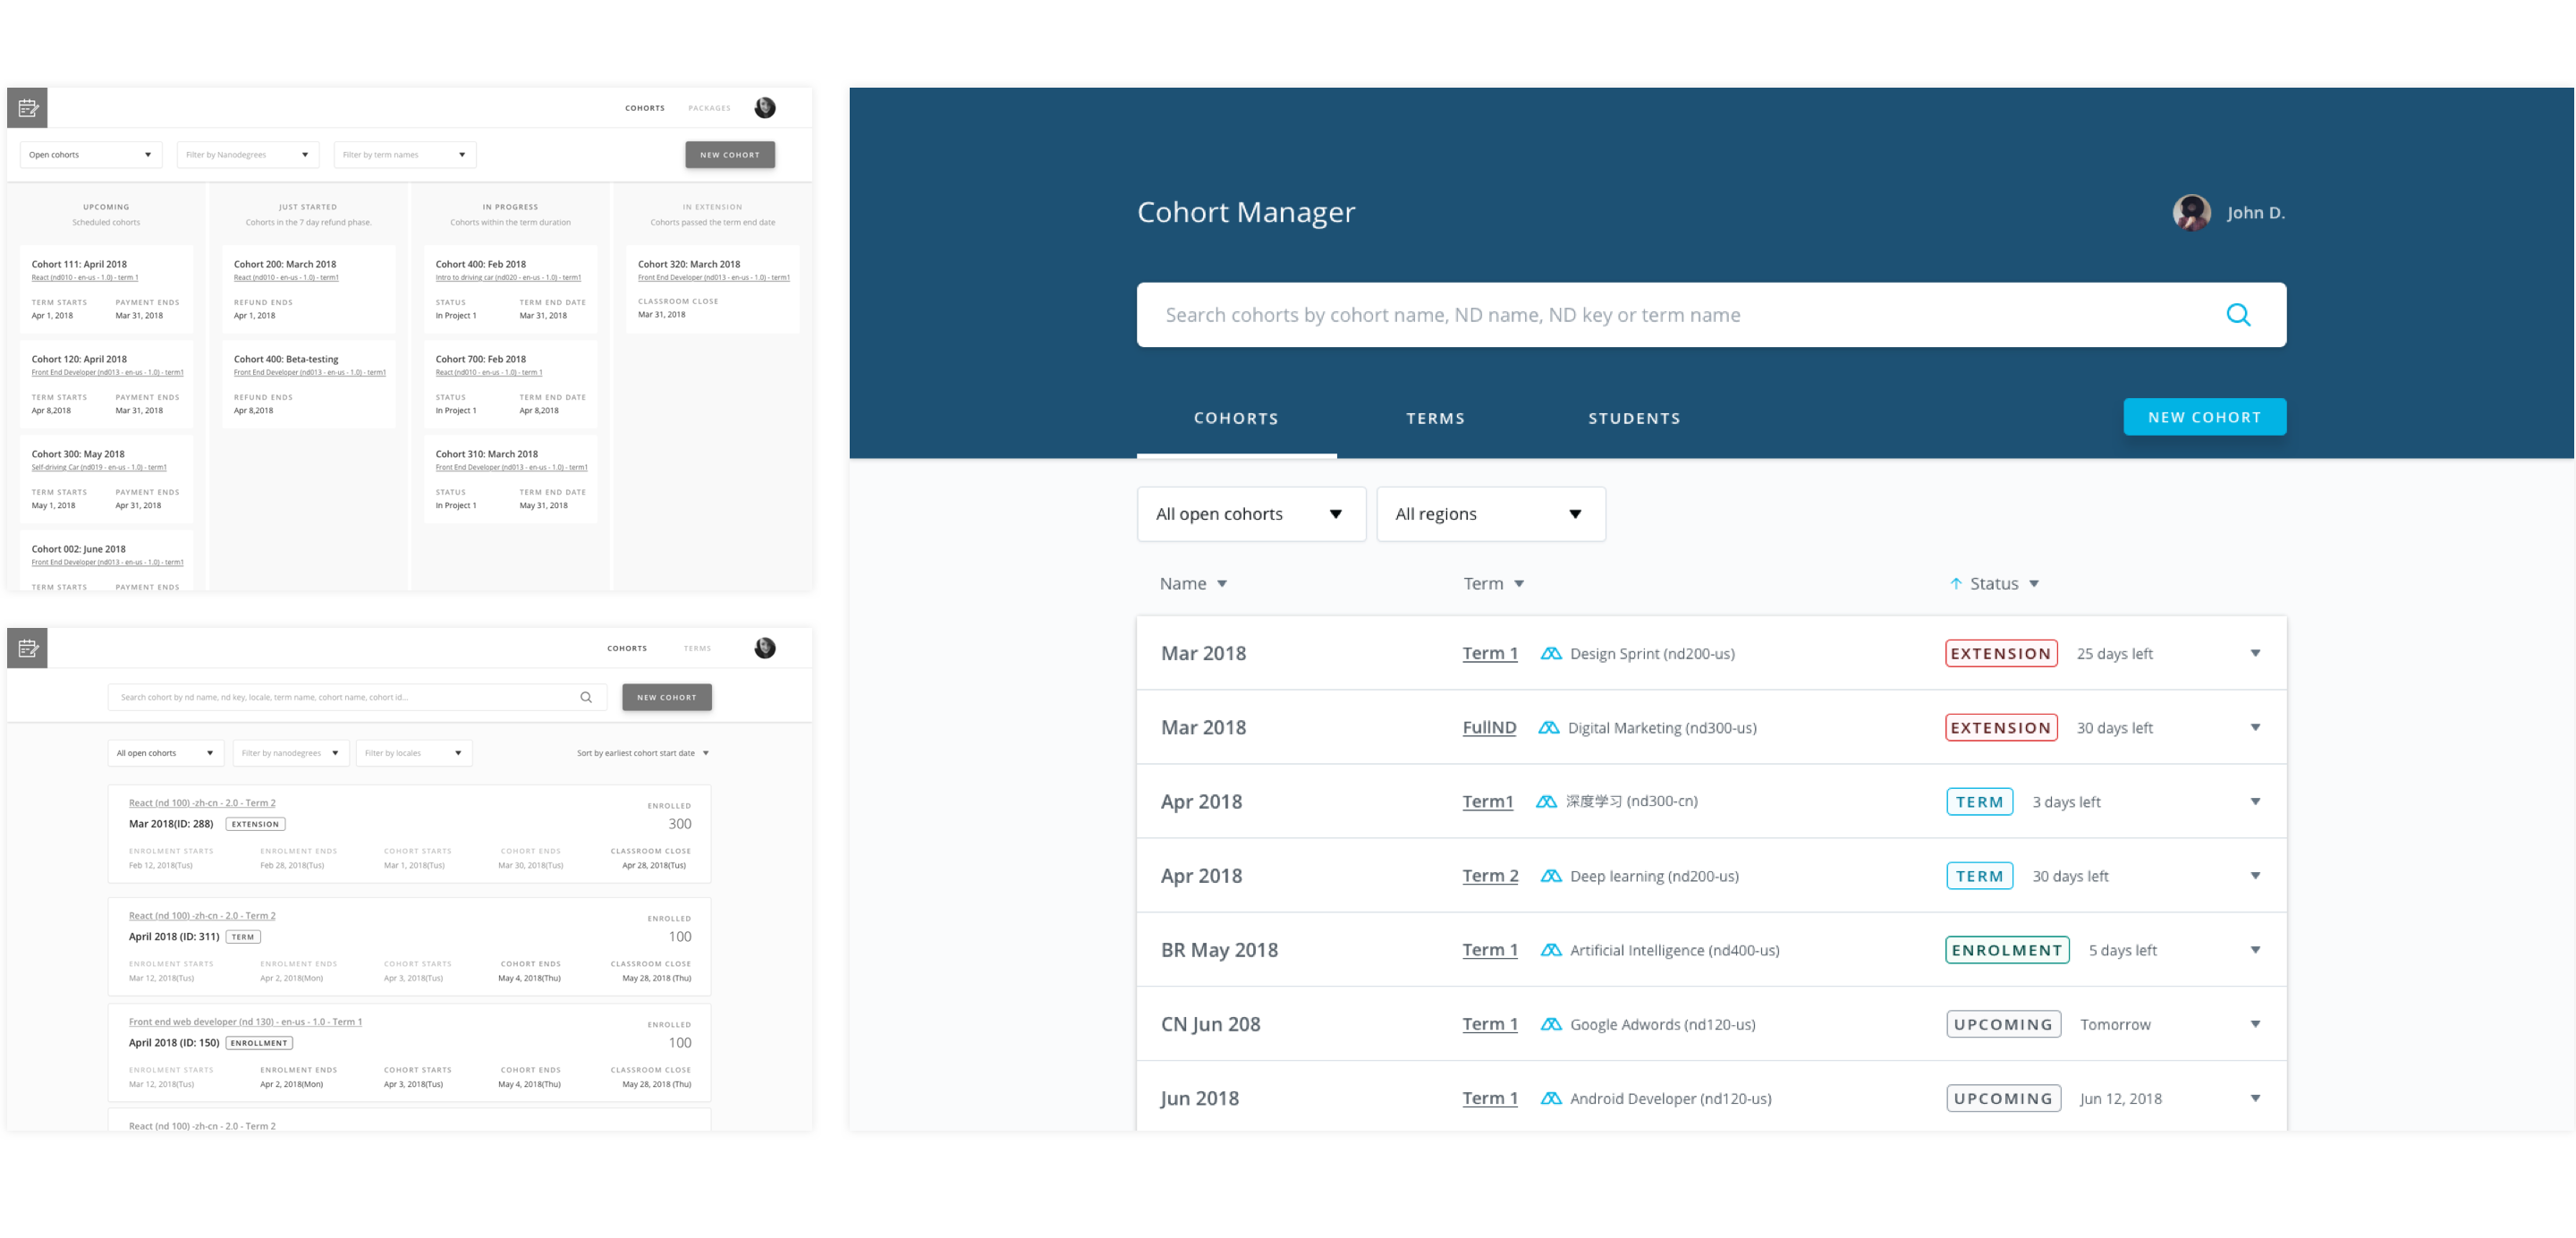 COHORTS PACKAGES
Open cohorts Filter by Nanodegrees Filter by term names NEW COHORT
UPCOMING
Scheduled cohorts
Cohort 111: April 2018
React (nd010 - en-us - 1.0) - term 1
TERM STARTS PAYMENT ENDS
Apr 1, 2018 Mar 31, 2018
Cohort 120: April 2018
Front End Developer (nd013 - en-us - 1.0) - term1
TERM STARTS PAYMENT ENDS
Apr 8,2018 Mar 31, 2018
Cohort 300: May 2018
Self-driving Car (nd019 - en-us - 1.0) - term1
TERM STARTS PAYMENT ENDS
May 1, 2018 Apr 31, 2018
Cohort 002: June 2018
Front End Developer (nd013 - en-us - 1.0) - term1
TERM STARTS PAYMENT ENDS
JUST STARTED
Cohorts in the 7 day refund phase.
Cohort 200: March 2018
React (nd010 - en-us - 1.0) - term1
REFUND ENDS
Apr 1, 2018
Cohort 400: Beta-testing
Front End Developer (nd013 - en-us - 1.0) - term1
REFUND ENDS
Apr 8,2018
IN PROGRESS
Cohorts within the term duration
Cohort 400: Feb 2018
Intro to driving car (nd020 - en-us - 1.0) - term1
STATUS TERM END DATE
In Project 1 Mar 31, 2018
Cohort 700: Feb 2018
React (nd010 - en-us - 1.0) - term 1
STATUS TERM END DATE
In Project 1 Apr 8,2018
Cohort 310: March 2018
Front End Developer (nd013 - en-us - 1.0) - term1
STATUS TERM END DATE
In Project 1 May 31, 2018
IN EXTENSION
Cohorts passed the term end date
Cohort 320: March 2018
Front End Developer (nd013 - en-us - 1.0) - term1
CLASSROOM CLOSE
Mar 31, 2018
COHORTS TERMS
Search cohort by nd name, nd key, locale, term name, cohort name, cohort id... NEW COHORT
All open cohorts Filter by nanodegrees Filter by locales Sort by earliest cohort start date
React (nd 100) -zh-cn - 2.0 - Term 2 ENROLLED
Mar 2018(ID: 288) EXTENSION 300
ENROLMENT STARTS ENROLMENT ENDS COHORT STARTS COHORT ENDS CLASSROOM CLOSE
Feb 12, 2018(Tus) Feb 28, 2018(Tus) Mar 1, 2018(Tus) Mar 30, 2018(Tus) Apr 28, 2018(Tus)
React (nd 100) -zh-cn - 2.0 - Term 2 ENROLLED
April 2018 (ID: 311) TERM 100
ENROLMENT STARTS ENROLMENT ENDS COHORT STARTS COHORT ENDS CLASSROOM CLOSE
Mar 12, 2018(Tus) Apr 2, 2018(Mon) Apr 3, 2018(Tus) May 4, 2018(Thu) May 28, 2018 (Thu)
Front end web developer (nd 130) - en-us - 1.0 - Term 1 ENROLLED
April 2018 (ID: 150) ENROLLMENT 100
ENROLMENT STARTS ENROLMENT ENDS COHORT STARTS COHORT ENDS CLASSROOM CLOSE
Mar 12, 2018(Tus) Apr 2, 2018(Mon) Apr 3, 2018(Tus) May 4, 2018(Thu) May 28, 2018 (Thu)
React (nd 100) -zh-cn - 2.0 - Term 2
Cohort Manager John D.
Search cohorts by cohort name, ND name, ND key or term name
COHORTS TERMS STUDENTS NEW COHORT
All open cohorts All regions
Name Term Status
Mar 2018 Term 1 Design Sprint (nd200-us) EXTENSION 25 days left
Mar 2018 FullND Digital Marketing (nd300-us) EXTENSION 30 days left
Apr 2018 Term1 深度学习 (nd300-cn) TERM 3 days left
Apr 2018 Term 2 Deep learning (nd200-us) TERM 30 days left
BR May 2018 Term 1 Artificial Intelligence (nd400-us) ENROLMENT 5 days left
CN Jun 208 Term 1 Google Adwords (nd120-us) UPCOMING Tomorrow
Jun 2018 Term 1 Android Developer (nd120-us) UPCOMING Jun 12, 2018